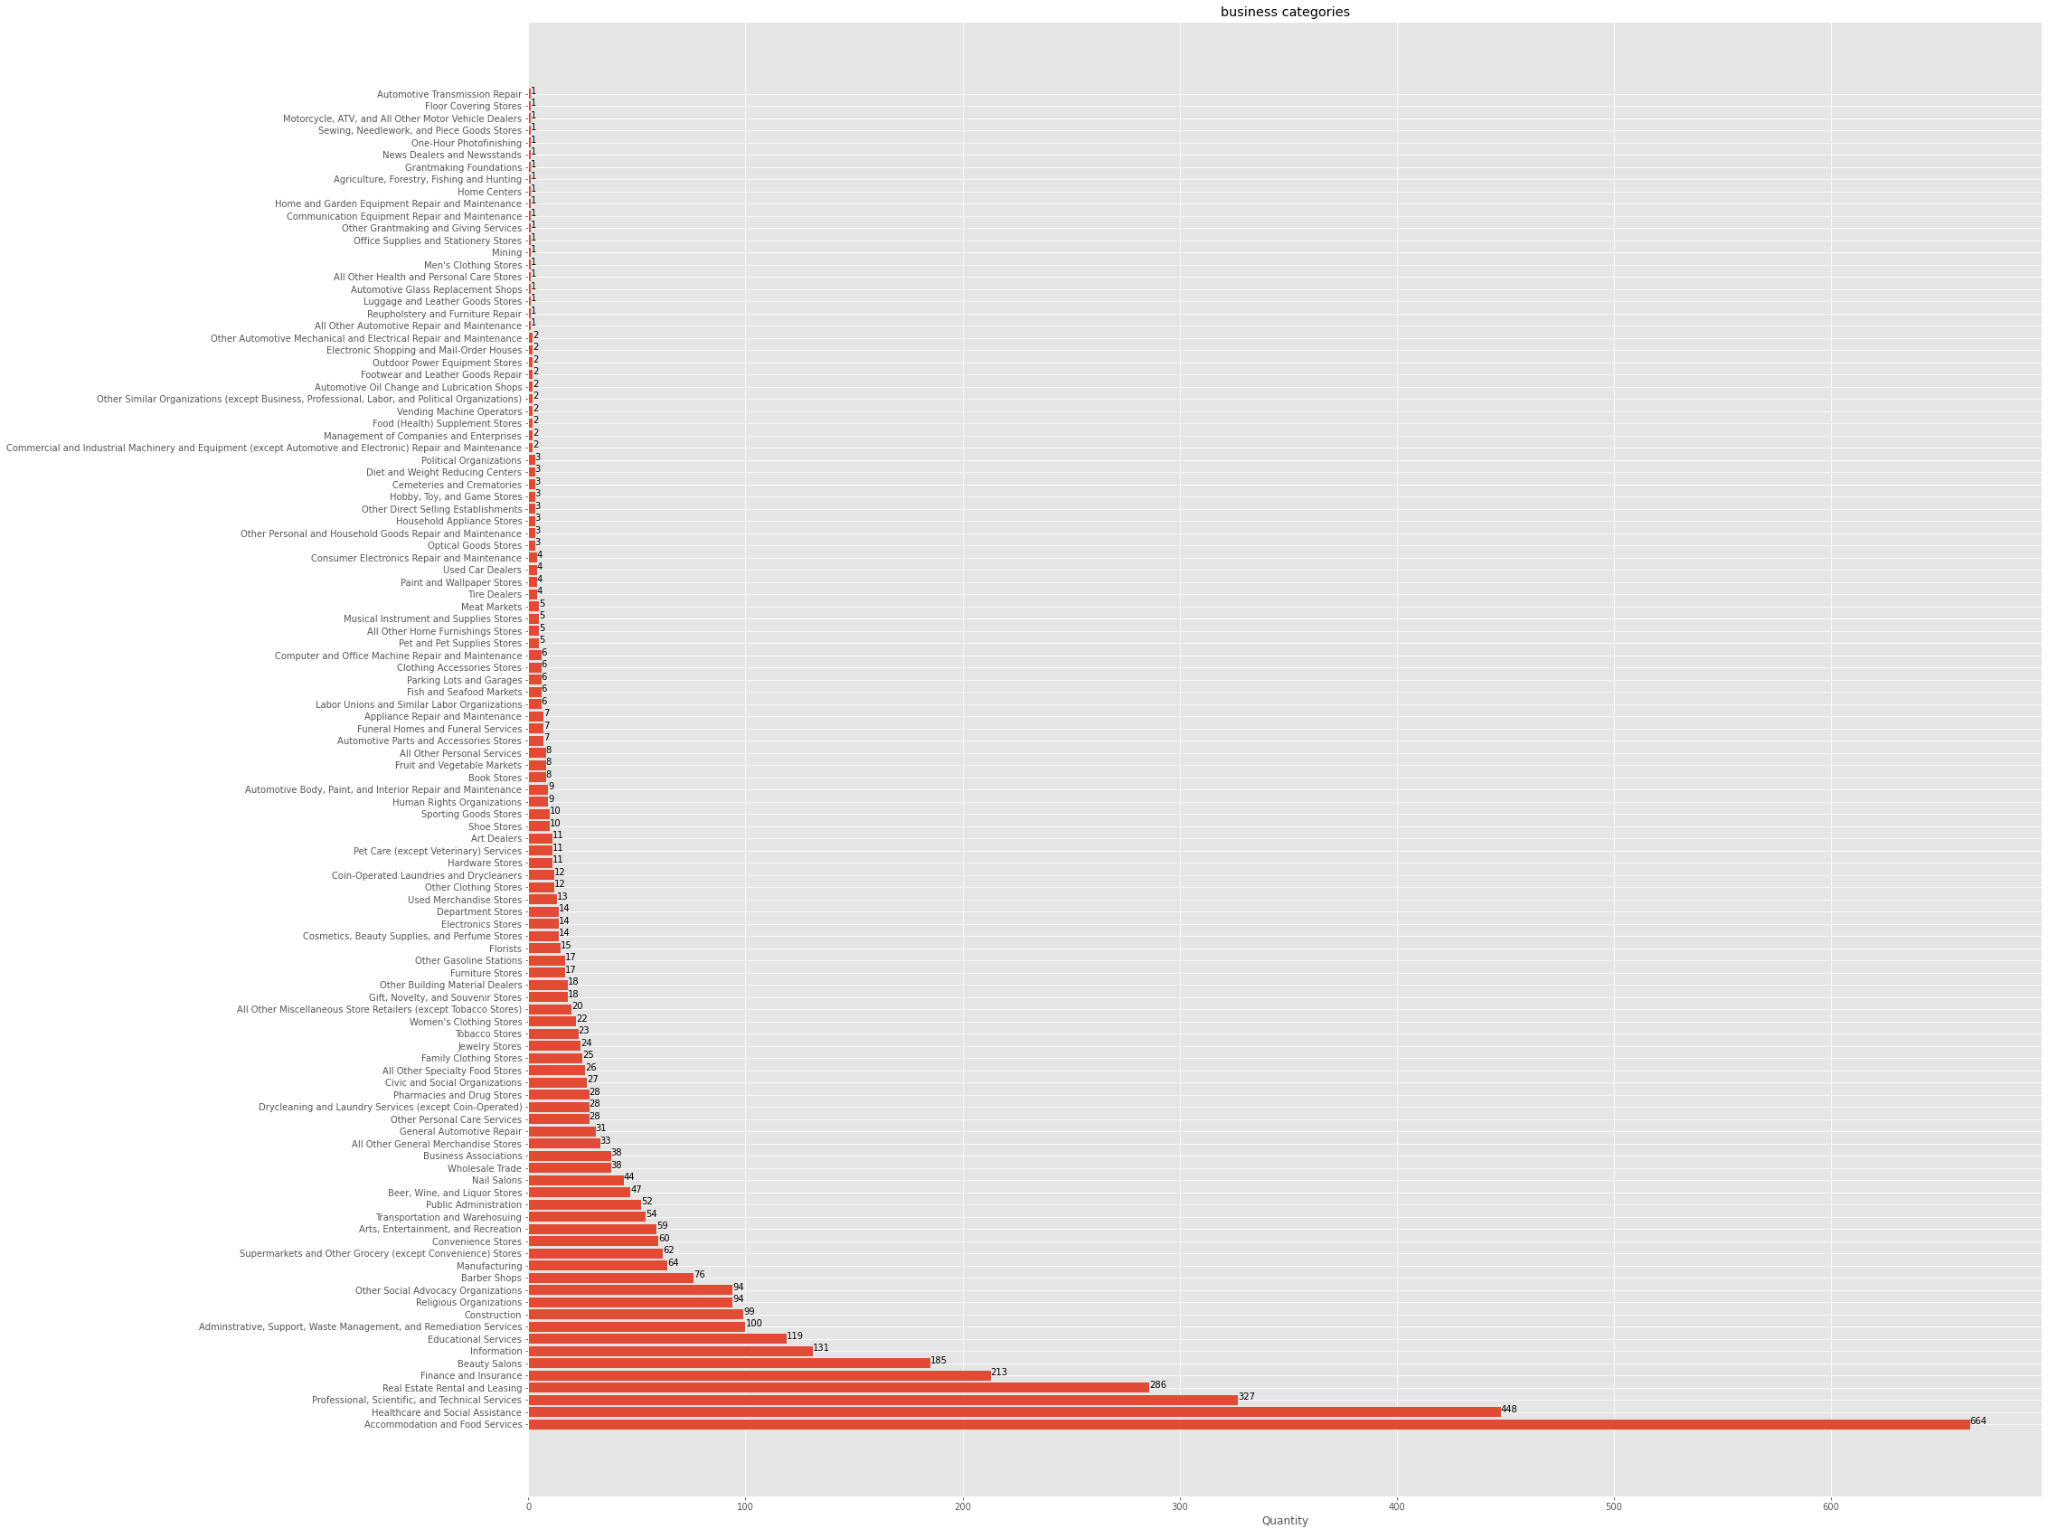 business categories
Automotive Transmission Repair 1
Floor Covering Stores 1
Motorcycle, ATV, and All Other Motor Vehicle Dealers 1
Sewing, Needlework, and Piece Goods Stores 1
One-Hour Photofinishing 1
News Dealers and Newsstands 1
Grantmaking Foundations 1
Agriculture, Forestry, Fishing and Hunting 1
Home Centers 1
Home and Garden Equipment Repair and Maintenance 1
Communication Equipment Repair and Maintenance 1
Other Grantmaking and Giving Services 1
Office Supplies and Stationery Stores 1
Mining 1
Men's Clothing Stores 1
All Other Health and Personal Care Stores 1
Automotive Glass Replacement Shops 1
Luggage and Leather Goods Stores 1
Reupholstery and Furniture Repair 1
All Other Automotive Repair and Maintenance 1
Other Automotive Mechanical and Electrical Repair and Maintenance 2
Electronic Shopping and Mail-Order Houses 2
Outdoor Power Equipment Stores 2
Footwear and Leather Goods Repair 2
Automotive Oil Change and Lubrication Shops 2
Other Similar Organizations (except Business, Professional, Labor, and Political Organizations) 2
Vending Machine Operators 2
Food (Health) Supplement Stores 2
Management of Companies and Enterprises 2
Commercial and Industrial Machinery and Equipment (except Automotive and Electronic) Repair and Maintenance 2
Political Organizations 3
Diet and Weight Reducing Centers 3
Cemeteries and Crematories 3
Hobby, Toy, and Game Stores 3
Other Direct Selling Establishments 3
Household Appliance Stores 3
Other Personal and Household Goods Repair and Maintenance 3
Optical Goods Stores 3
Consumer Electronics Repair and Maintenance 4
Used Car Dealers 4
Paint and Wallpaper Stores 4
Tire Dealers 4
Meat Markets 5
Musical Instrument and Supplies Stores 5
All Other Home Furnishings Stores 5
Pet and Pet Supplies Stores 5
Computer and Office Machine Repair and Maintenance 6
Clothing Accessories Stores 6
Parking Lots and Garages 6
Fish and Seafood Markets 6
Labor Unions and Similar Labor Organizations 6
Appliance Repair and Maintenance 7
Funeral Homes and Funeral Services 7
Automotive Parts and Accessories Stores 7
All Other Personal Services 8
Fruit and Vegetable Markets 8
Book Stores 8
Automotive Body, Paint, and Interior Repair and Maintenance 9
Human Rights Organizations 9
Sporting Goods Stores 10
Shoe Stores 10
Art Dealers 11
Pet Care (except Veterinary) Services 11
Hardware Stores 11
Coin-Operated Laundries and Drycleaners 12
Other Clothing Stores 12
Used Merchandise Stores 13
Department Stores 14
Electronics Stores 14
Cosmetics, Beauty Supplies, and Perfume Stores 14
Florists 15
Other Gasoline Stations 17
Furniture Stores 17
Other Building Material Dealers 18
Gift, Novelty, and Souvenir Stores 18
All Other Miscellaneous Store Retailers (except Tobacco Stores) 20
Women's Clothing Stores 22
Tobacco Stores 23
Jewelry Stores 24
Family Clothing Stores 25
All Other Specialty Food Stores 26
Civic and Social Organizations 27
Pharmacies and Drug Stores 28
Drycleaning and Laundry Services (except Coin-Operated) 28
Other Personal Care Services 28
General Automotive Repair 31
All Other General Merchandise Stores 33
Business Associations 38
Wholesale Trade 38
Nail Salons 44
Beer, Wine, and Liquor Stores 47
Public Administration 52
Transportation and Warehosuing 54
Arts, Entertainment, and Recreation 59
Convenience Stores 60
Supermarkets and Other Grocery (except Convenience) Stores 62
Manufacturing 64
Barber Shops 76
Other Social Advocacy Organizations 94
Religious Organizations 94
Construction 99
Adminstrative, Support, Waste Management, and Remediation Services 100
Educational Services 119
Information 131
Beauty Salons 185
Finance and Insurance 213
Real Estate Rental and Leasing 286
Professional, Scientific, and Technical Services 327
Healthcare and Social Assistance 448
Accommodation and Food Services 664
0 100 200 300 400 500 600
Quantity